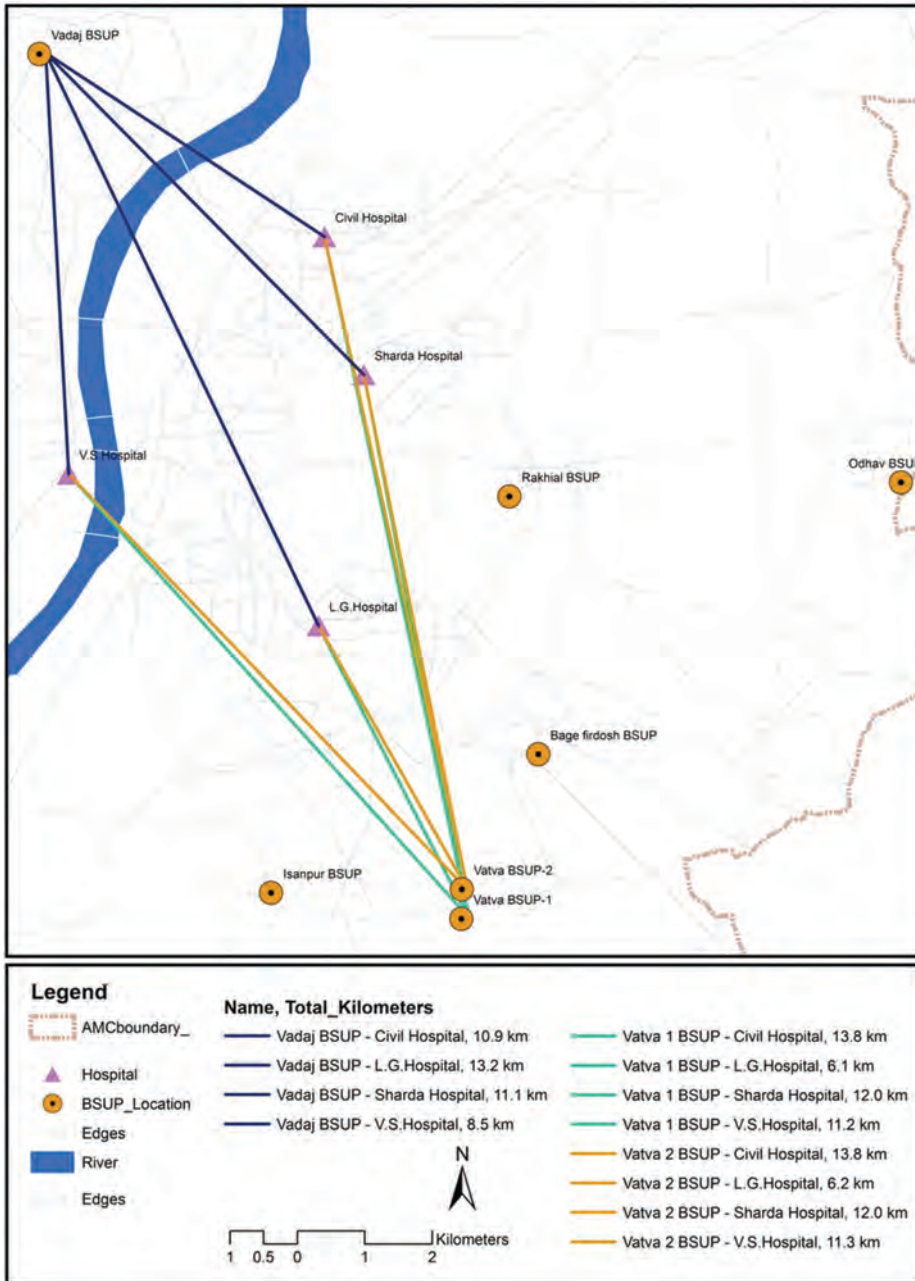 Vadaj BSUP
Civil Hospital
Sharda Hospital
V.S Hospital
Rakhial BSUP
Odhav BSU
L.G.Hospital
Bage firdosh BSUP
Isanpur BSUP
Vatva BSUP-2
Vatva BSUP-1
Legend
AMCboundary_
Hospital
BSUP_Location
Edges
River
Edges
Name, Total_Kilometers
Vadaj BSUP - Civil Hospital, 10.9 km
Vadaj BSUP - L.G.Hospital, 13.2 km
Vadaj BSUP - Sharda Hospital, 11.1 km
Vadaj BSUP - V.S.Hospital, 8.5 km
N
Kilometers
1 0.5 0 1 2
Vatva 1 BSUP - Civil Hospital, 13.8 km
Vatva 1 BSUP - L.G.Hospital, 6.1 km
Vatva 1 BSUP - Sharda Hospital, 12.0 km
Vatva 1 BSUP - V.S.Hospital, 11.2 km
Vatva 2 BSUP - Civil Hospital, 13.8 km
Vatva 2 BSUP - L.G.Hospital, 6.2 km
Vatva 2 BSUP - Sharda Hospital, 12.0 km
Vatva 2 BSUP - V.S.Hospital, 11.3 km